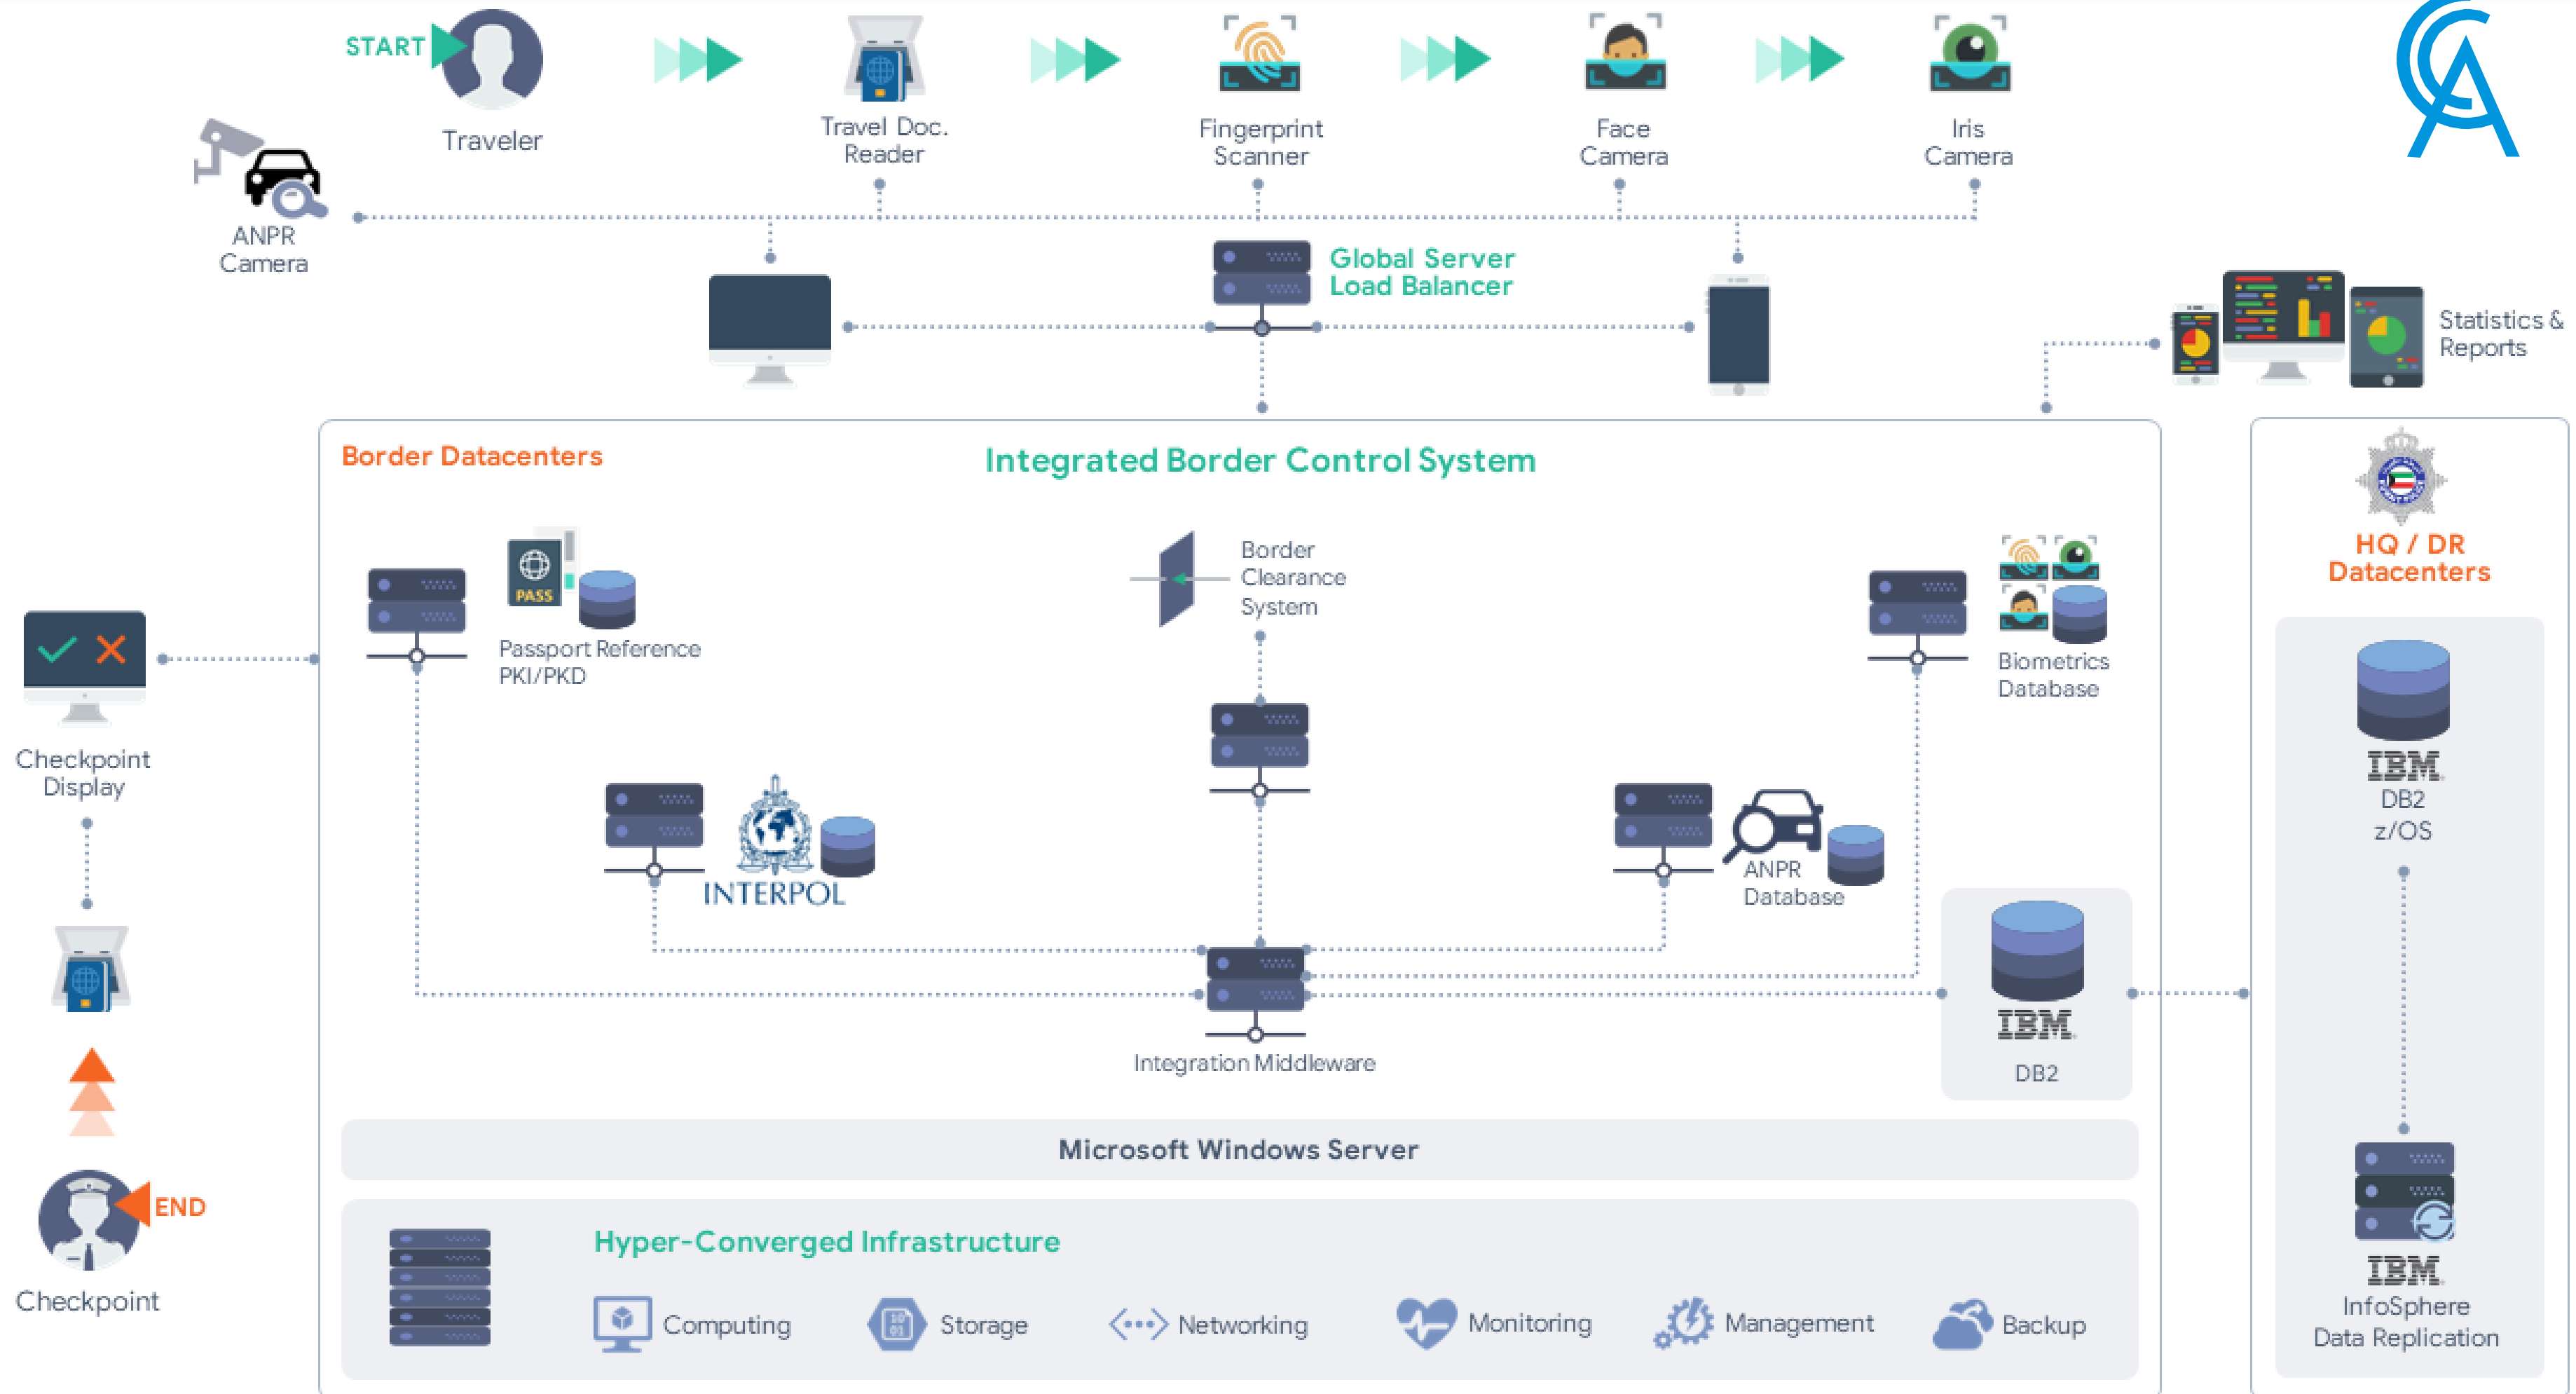 START
Traveler
Travel Doc.
Reader
Fingerprint
Scanner
Face
Camera
Iris
Camera
ANPR
Camera
Global Server
Load Balancer
Statistics &
Reports
Border Datacenters
Integrated Border Control System
HQ / DR
Datacenters
PASS
Passport Reference
PKI/PKD
Border
Clearance
System
Biometrics
Database
Checkpoint
Display
INTERPOL
ANPR
Database
IBM
DB2
z/OS
IBM
DB2
Integration Middleware
Microsoft Windows Server
END
Checkpoint
Hyper-Converged Infrastructure
10
01
Computing
Storage
Networking
Monitoring
Management
Backup
IBM
InfoSphere
Data Replication